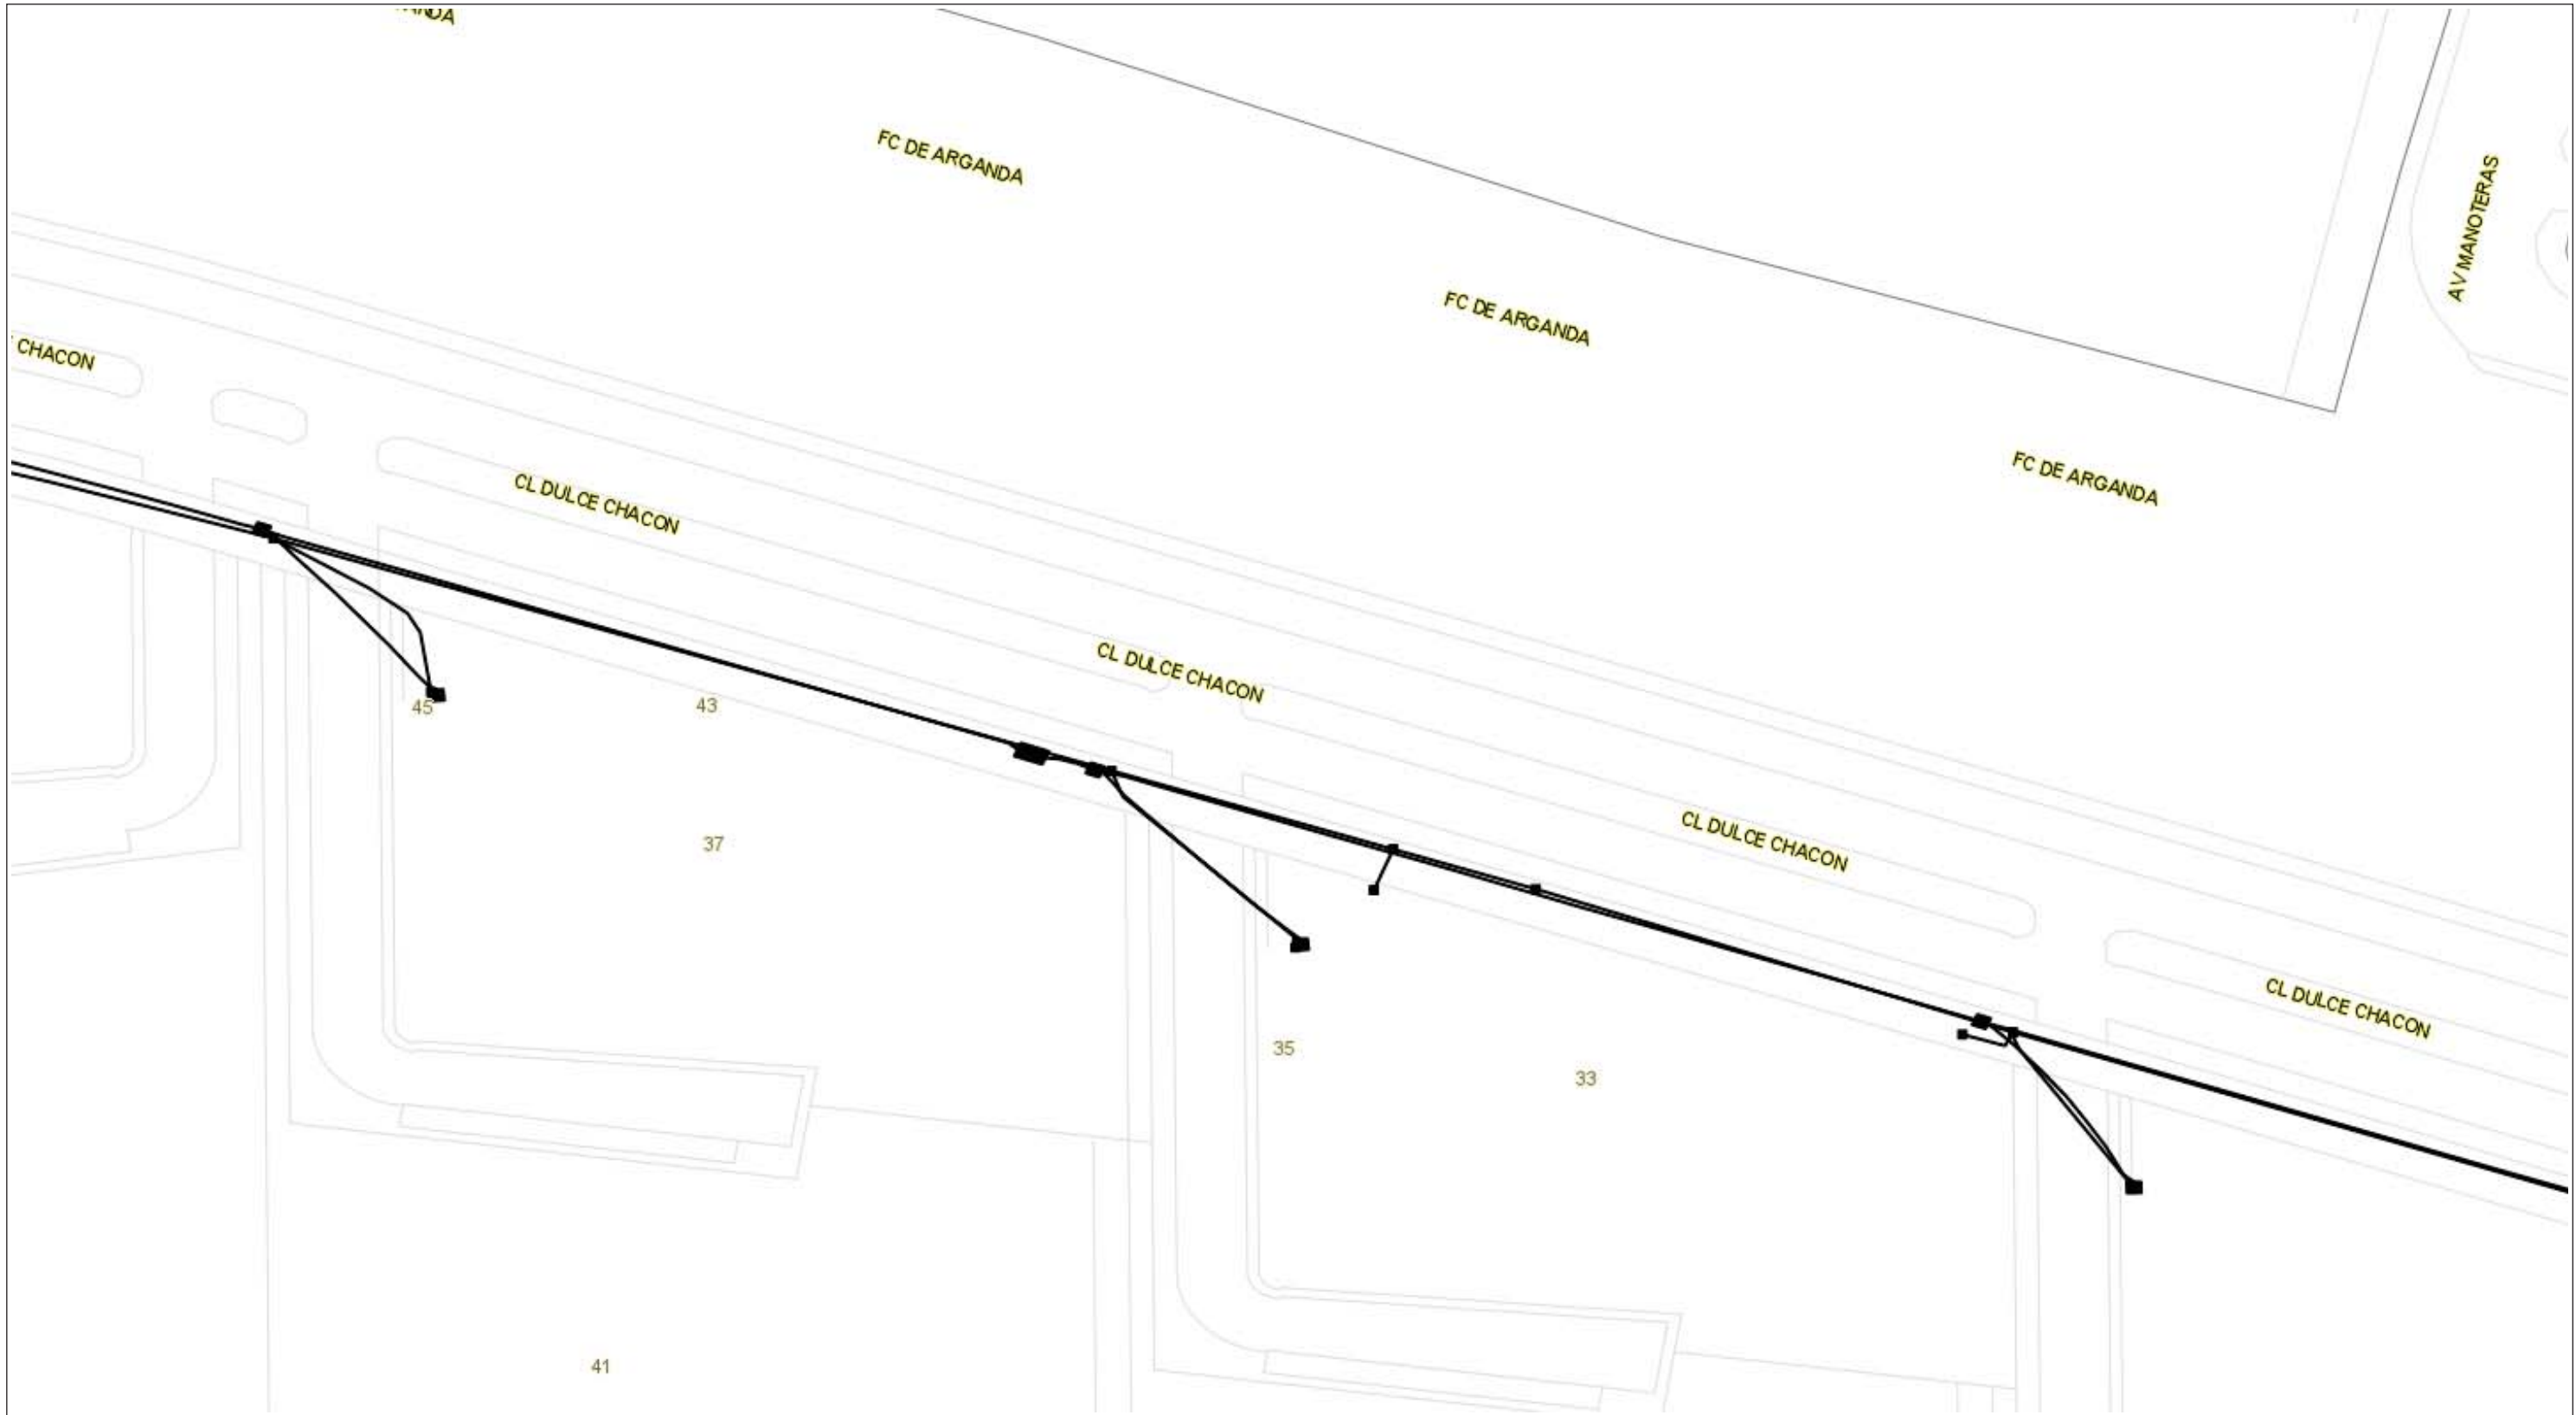 FC DE ARGANDA
AV MANOTERAS
FC DE ARGANDA
CHACON
FC DE ARGANDA
CL DULCE CHACON
CL DULCE CHACON
45
43
CL DULCE CHACON
37
CL DULCE CHACON
35
33
41